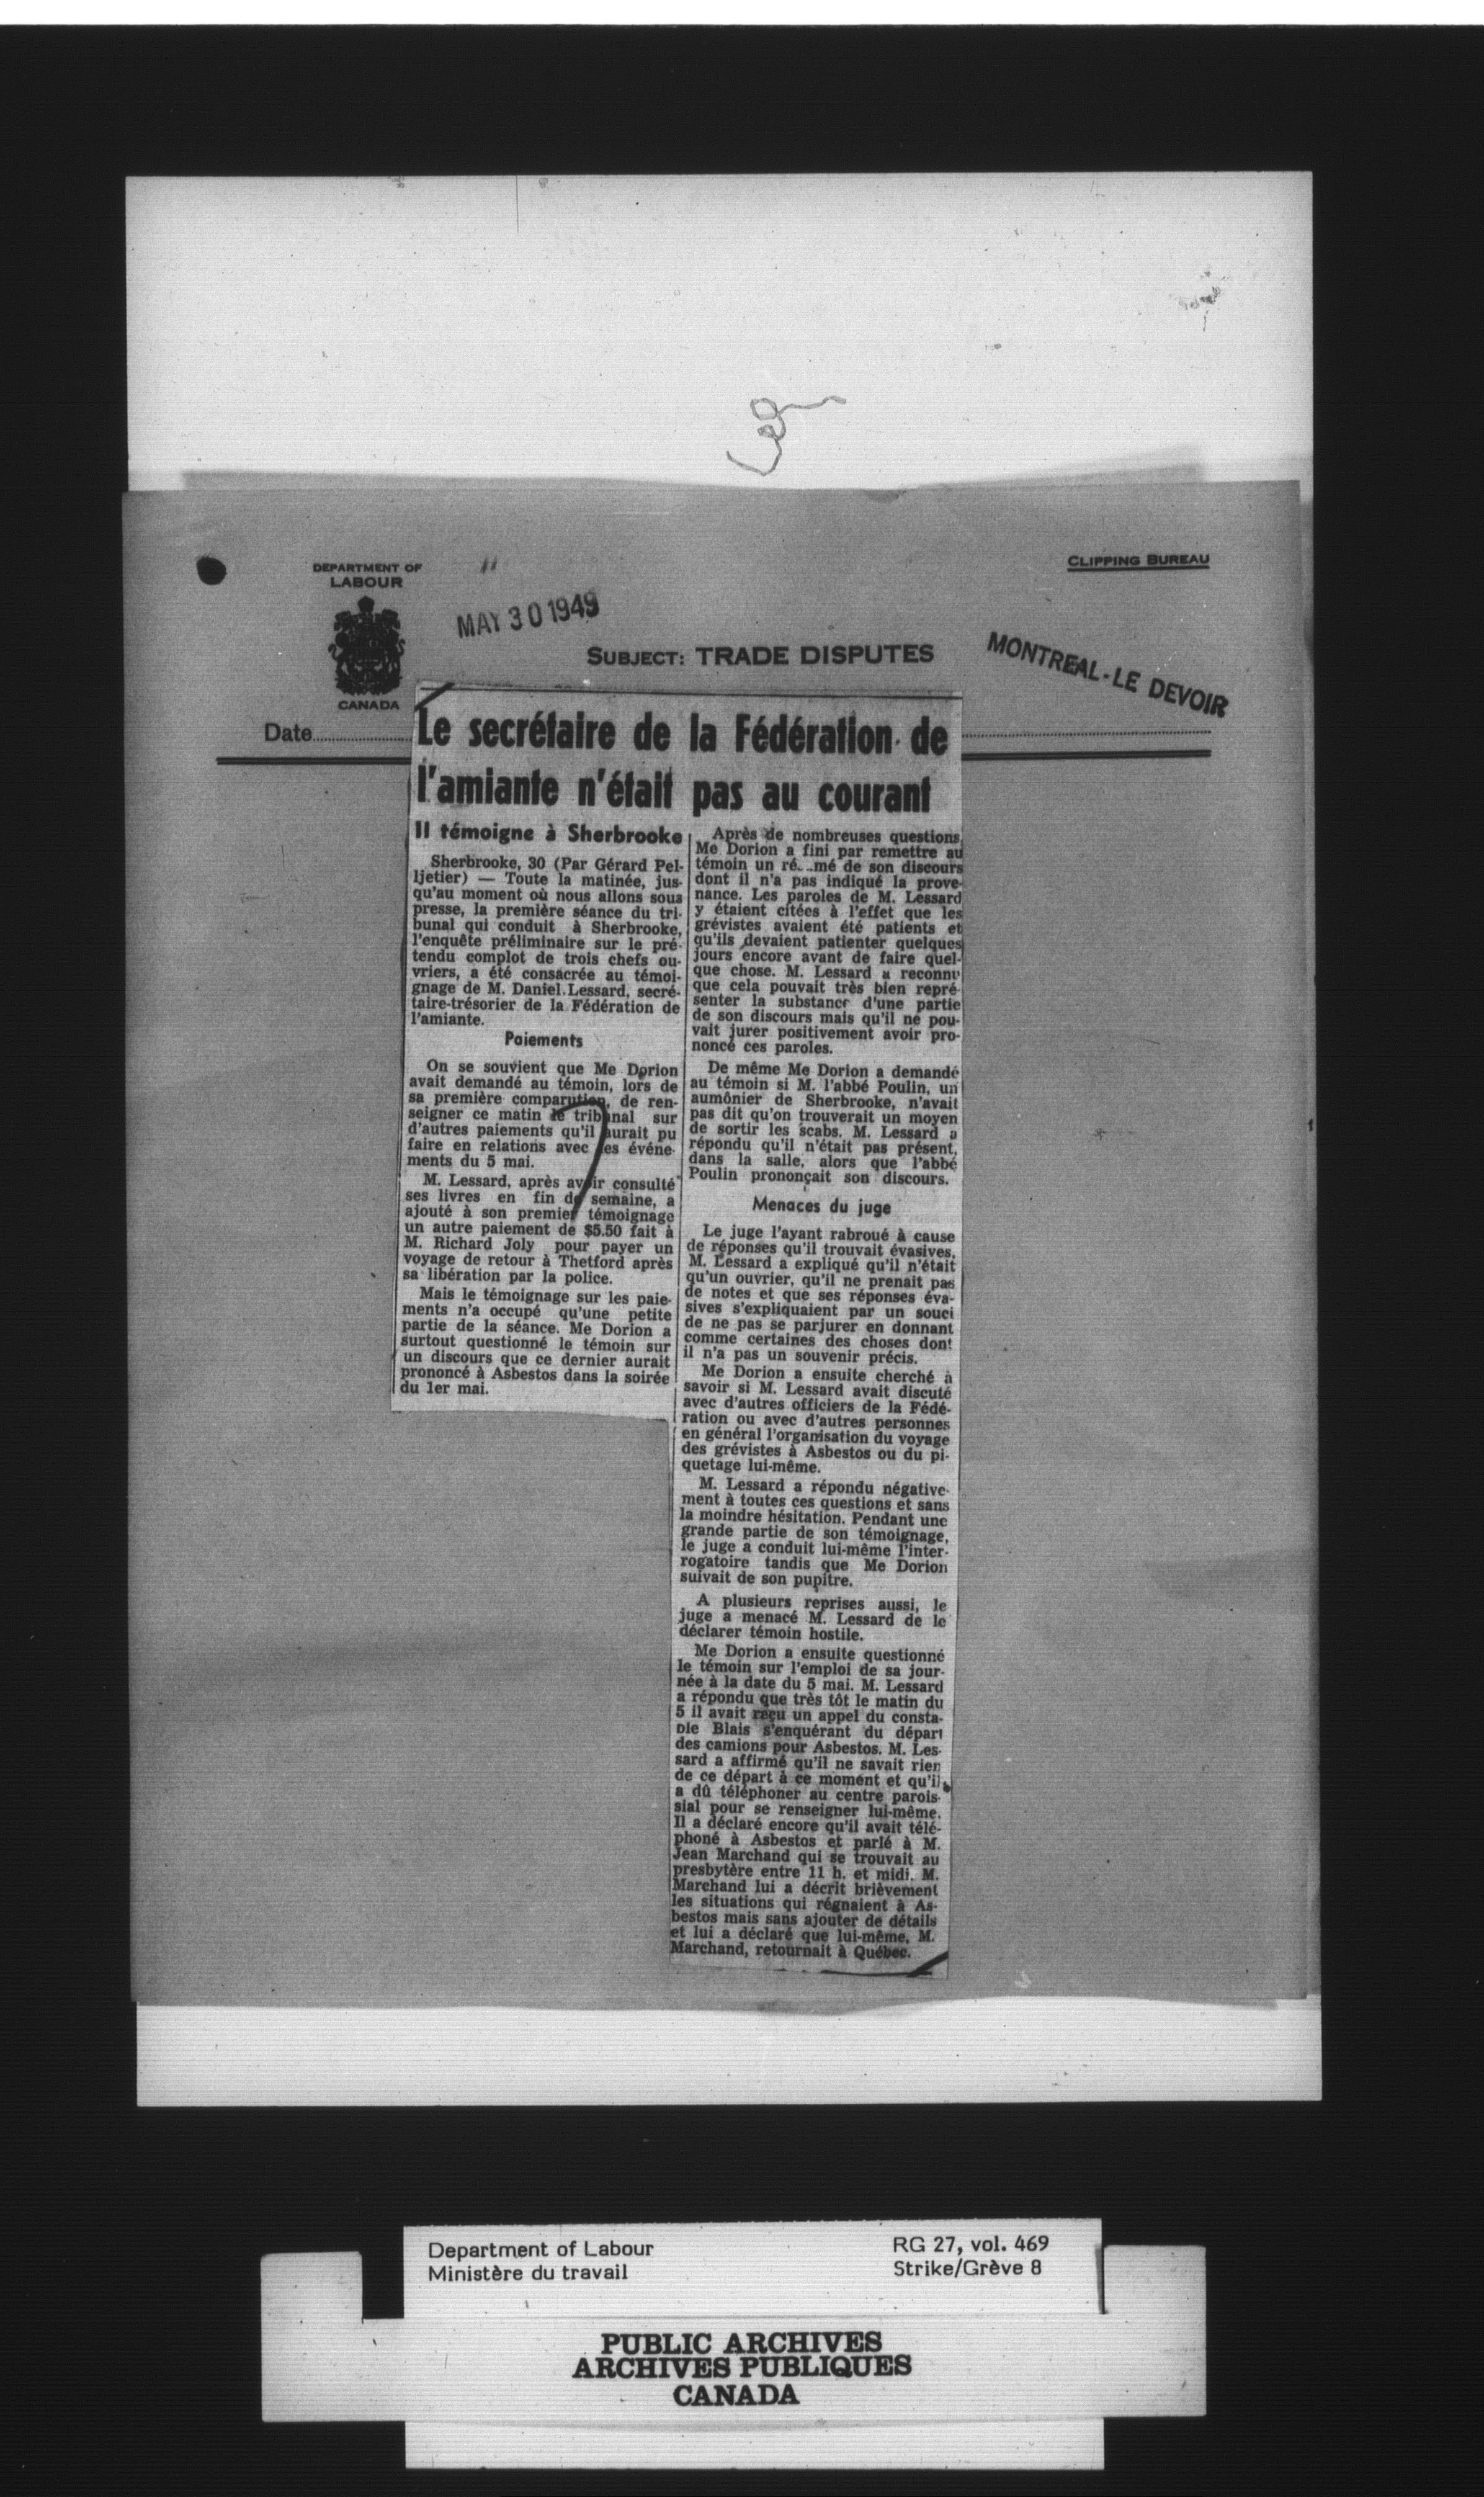 DEPARTMENT OF
LABOUR
CANADA
MAY 30 1949
CLIPPING BUREAU
SUBJECT: TRADE DISPUTES
MONTREAL - LE DEVOIR
Date
Le secrétaire de la Fédération de
l'amiante n'était pas au courant
Il témoigne à Sherbrooke
Sherbrooke, 30 (Par Gérard Pel-
ljetier) — Toute la matinée, jus-
qu'au moment où nous allons sous
presse, la première séance du tri-
bunal qui conduit à Sherbrooke,
l'enquête préliminaire sur le pré-
tendu complot de trois chefs ou-
vriers, a été consacrée au témoi-
gnage de M. Daniel Lessard, secré-
taire-trésorier de la Fédération de
l'amiante.
Paiements
On se souvient que Me Dorion
avait demandé au témoin, lors de
sa première comparution, de ren-
seigner ce matin le tribunal sur
d'autres paiements qu'il aurait pu
faire en relations avec les événe-
ments du 5 mai.
M. Lessard, après avoir consulté
ses livres en fin de semaine, a
ajouté à son premier témoignage
un autre paiement de $5.50 fait à
M. Richard Joly pour payer un
voyage de retour à Thetford après
sa libération par la police.
Mais le témoignage sur les paie-
ments n'a occupé qu'une petite
partie de la séance. Me Dorion a
surtout questionné le témoin sur
un discours que ce dernier aurait
prononcé à Asbestos dans la soirée
du 1er mai.
Après de nombreuses questions,
Me Dorion a fini par remettre au
témoin un ré...mé de son discours
dont il n'a pas indiqué la prove-
nance. Les paroles de M. Lessard
y étaient citées à l'effet que les
grévistes avaient été patients et
qu'ils devaient patienter quelques
jours encore avant de faire quel-
que chose. M. Lessard a reconnu
que cela pouvait très bien repré-
senter la substance d'une partie
de son discours mais qu'il ne pou-
vait jurer positivement avoir pro-
noncé ces paroles.
De même Me Dorion a demandé
au témoin si M. l'abbé Poulin, un
aumônier de Sherbrooke, n'avait
pas dit qu'on trouverait un moyen
de sortir les scabs. M. Lessard a
répondu qu'il n'était pas présent,
dans la salle, alors que l'abbé
Poulin prononçait son discours.
Menaces du juge
Le juge l'ayant rabroué à cause
de réponses qu'il trouvait évasives,
M. Lessard a expliqué qu'il n'était
qu'un ouvrier, qu'il ne prenait pas
de notes et que ses réponses éva-
sives s'expliquaient par un souci
de ne pas se parjurer en donnant
comme certaines des choses dont
il n'a pas un souvenir précis.
Me Dorion a ensuite cherché à
savoir si M. Lessard avait discuté
avec d'autres officiers de la Fédé-
ration ou avec d'autres personnes
en général l'organisation du voyage
des grévistes à Asbestos ou du pi-
quetage lui-même.
M. Lessard a répondu négative-
ment à toutes ces questions et sans
la moindre hésitation. Pendant une
grande partie de son témoignage,
le juge a conduit lui-même l'inter-
rogatoire tandis que Me Dorion
suivait de son pupitre.
A plusieurs reprises aussi, le
juge a menacé M. Lessard de le
déclarer témoin hostile.
Me Dorion a ensuite questionné
le témoin sur l'emploi de sa jour-
née à la date du 5 mai. M. Lessard
a répondu que très tôt le matin du
5 il avait reçu un appel du consta-
ble Blais s'enquérant du départ
des camions pour Asbestos. M. Les-
sard a affirmé qu'il ne savait rien
de ce départ à ce moment et qu'il
a dû téléphoner au centre parois-
sial pour se renseigner lui-même.
Il a déclaré encore qu'il avait télé-
phoné à Asbestos et parlé à M.
Jean Marchand qui se trouvait au
presbytère entre 11 h. et midi. M.
Marchand lui a décrit brièvement
les situations qui régnaient à As-
bestos mais sans ajouter de détails
et lui a déclaré que lui-même, M.
Marchand, retournait à Québec.
Department of Labour
Ministère du travail
RG 27, vol. 469
Strike/Grève 8
PUBLIC ARCHIVES
ARCHIVES PUBLIQUES
CANADA